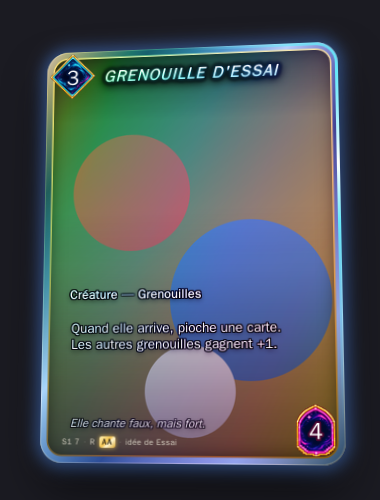 3
GRENOUILLE D'ESSAI
Créature — Grenouilles
Quand elle arrive, pioche une carte.
Les autres grenouilles gagnent +1.
Elle chante faux, mais fort.
S1 7 R AA idée de Essai
4